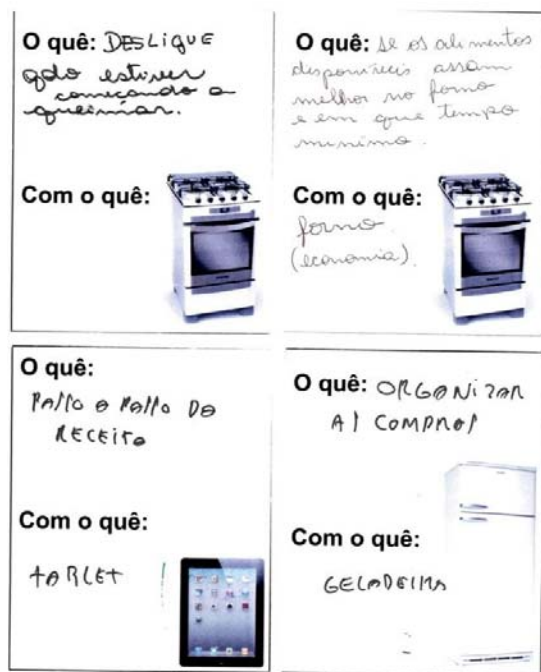 O quê: DESLIQUE
qdo estiver
começando a
queimar.
Com o quê:
O quê: se os alimentos
disponíveis assam
melhor no forno
e em que tempo
mínimo.
Com o quê:
forno
(economia).
O quê:
PASSO A PASSO DA
RECEITA
Com o quê:
TABLET
O quê: ORGANIZAR
AS COMPRAS
Com o quê:
GELADEIRA